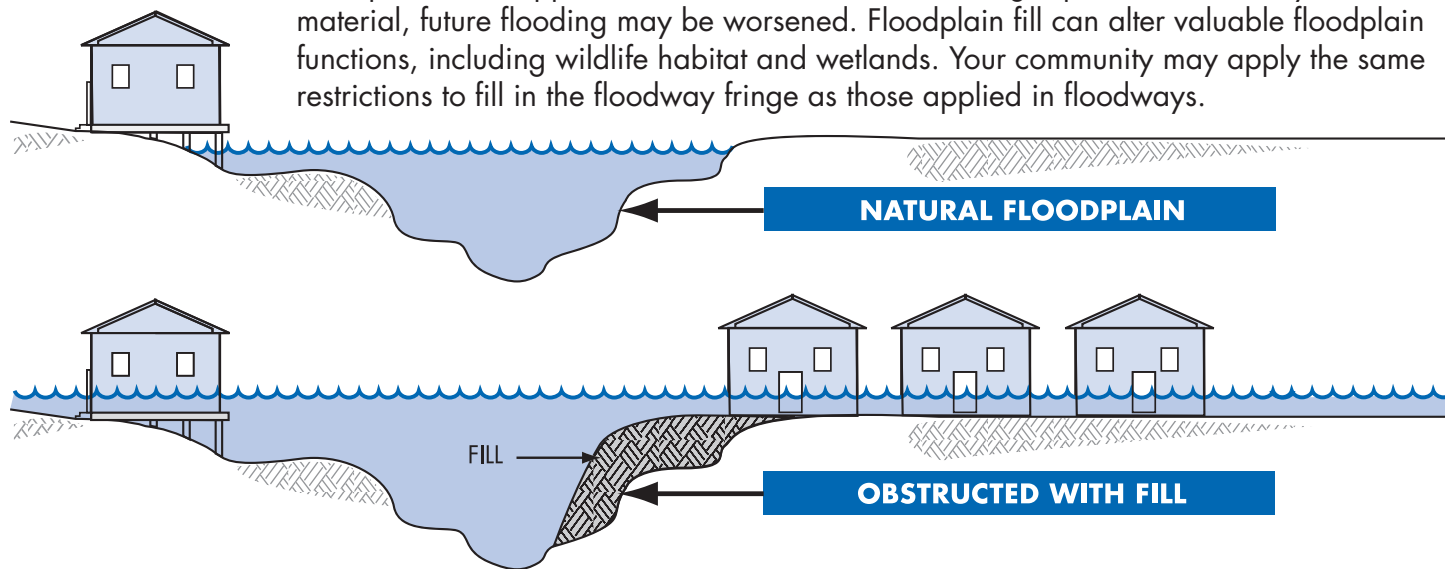 material, future flooding may be worsened. Floodplain fill can alter valuable floodplain
functions, including wildlife habitat and wetlands. Your community may apply the same
restrictions to fill in the floodway fringe as those applied in floodways.
NATURAL FLOODPLAIN
FILL
OBSTRUCTED WITH FILL